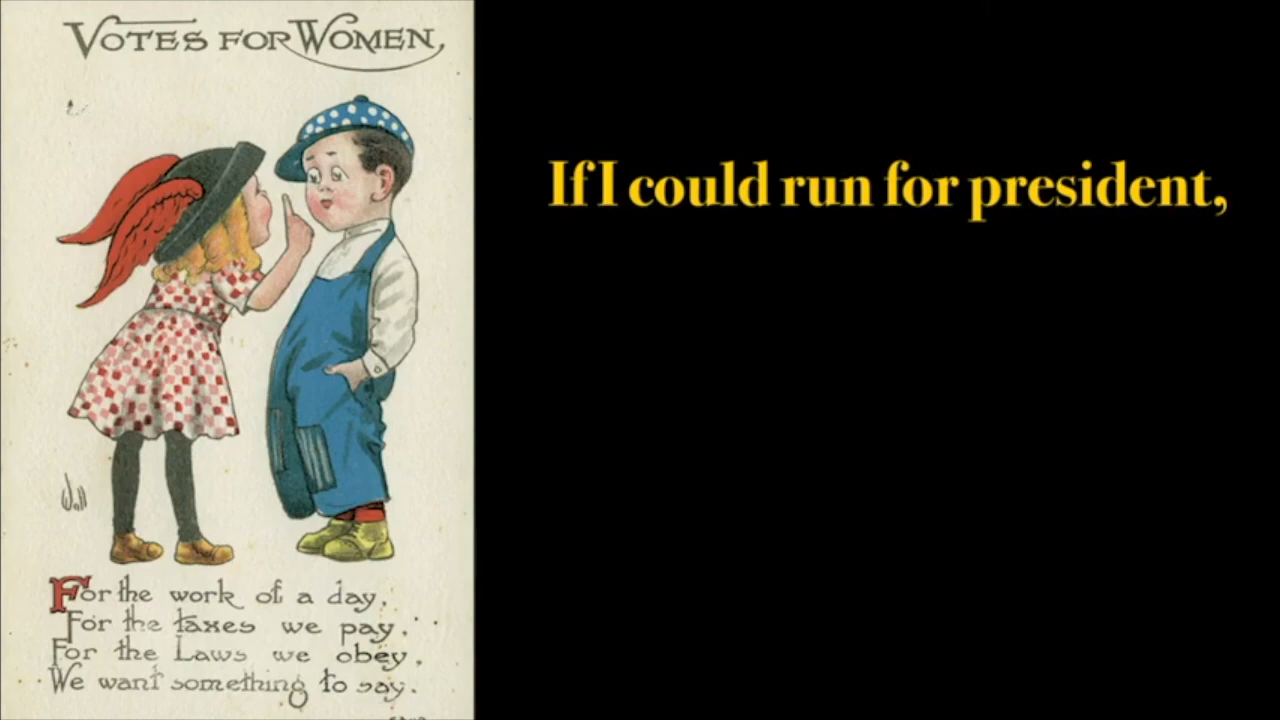 VOTES FOR WOMEN,
Wall
For the work of a day,
For the taxes we pay.
For the Laws we obey,
We want something to say.
If I could run for president,